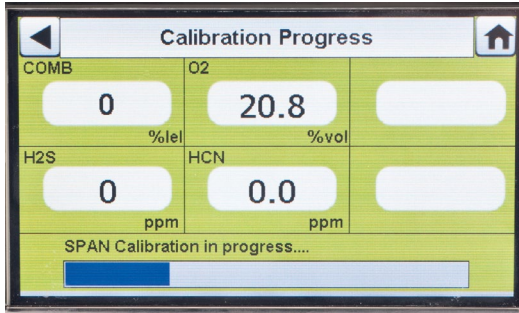 Calibration Progress
COMB
O2
0
20.8
%lel
%vol
H2S
HCN
0
0.0
ppm
ppm
SPAN Calibration in progress....